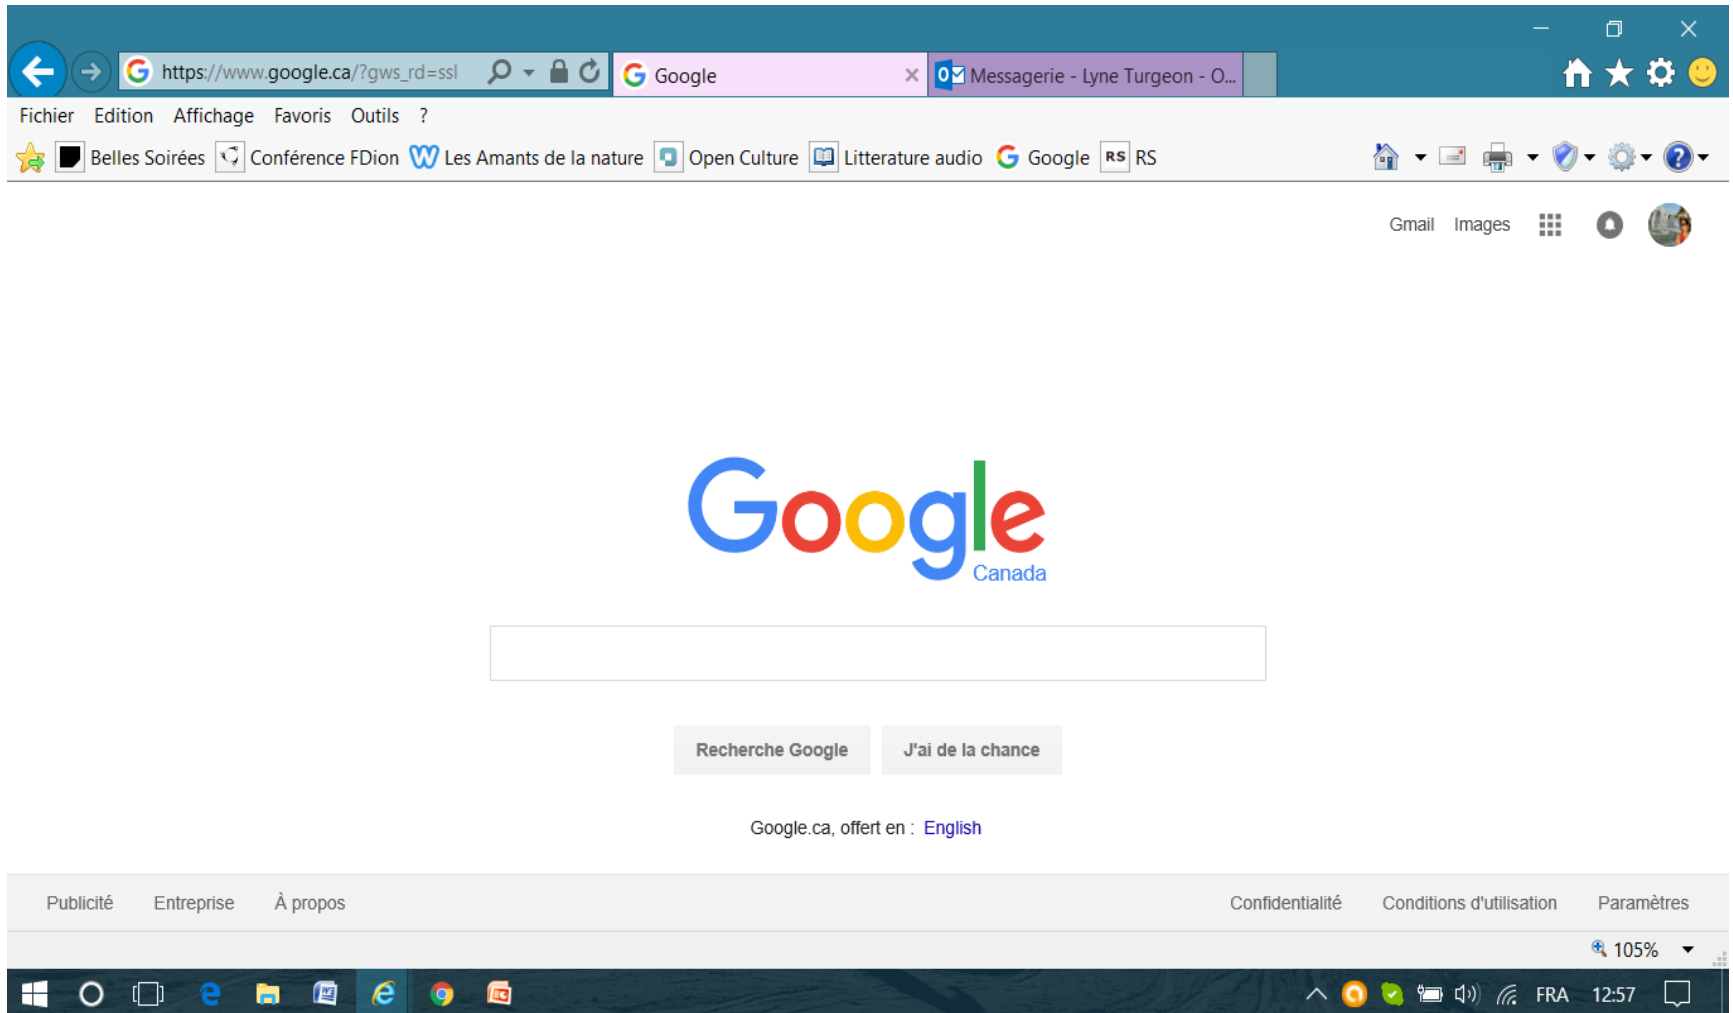 https://www.google.ca/?gws_rd=ssl
Google
Messagerie - Lyne Turgeon - O...
Fichier Edition Affichage Favoris Outils ?
Belles Soirées Conférence FDion Les Amants de la nature Open Culture Litterature audio Google RS RS
Gmail Images
Google
Canada
Recherche Google J'ai de la chance
Google.ca, offert en : English
Publicité Entreprise À propos Confidentialité Conditions d'utilisation Paramètres
105%
FRA 12:57